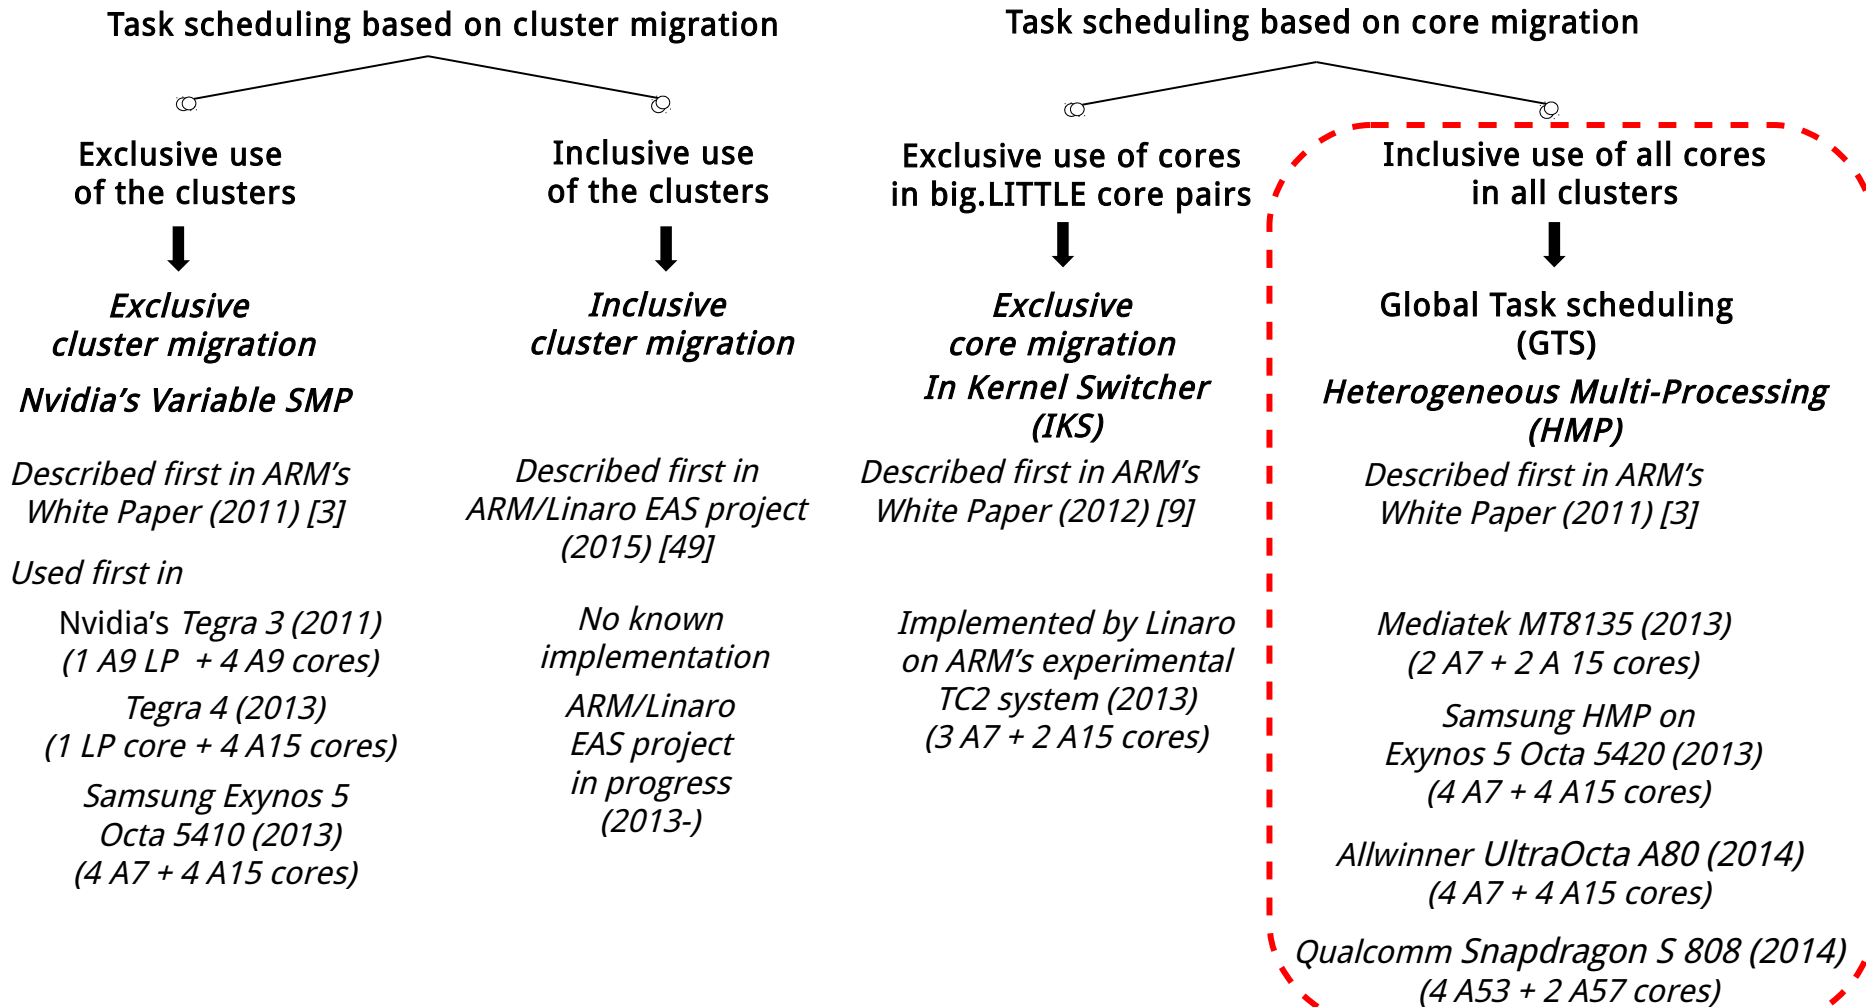 Task scheduling based on cluster migration
Exclusive use
of the clusters
Exclusive
cluster migration
Nvidia’s Variable SMP
Described first in ARM’s
White Paper (2011) [3]
Used first in
Nvidia’s Tegra 3 (2011)
(1 A9 LP + 4 A9 cores)
Tegra 4 (2013)
(1 LP core + 4 A15 cores)
Samsung Exynos 5
Octa 5410 (2013)
(4 A7 + 4 A15 cores)
Inclusive use
of the clusters
Inclusive
cluster migration
Described first in
ARM/Linaro EAS project
(2015) [49]
No known
implementation
ARM/Linaro
EAS project
in progress
(2013-)
Task scheduling based on core migration
Exclusive use of cores
in big.LITTLE core pairs
Exclusive
core migration
In Kernel Switcher
(IKS)
Described first in ARM’s
White Paper (2012) [9]
Implemented by Linaro
on ARM’s experimental
TC2 system (2013)
(3 A7 + 2 A15 cores)
Inclusive use of all cores
in all clusters
Global Task scheduling
(GTS)
Heterogeneous Multi-Processing
(HMP)
Described first in ARM’s
White Paper (2011) [3]
Mediatek MT8135 (2013)
(2 A7 + 2 A 15 cores)
Samsung HMP on
Exynos 5 Octa 5420 (2013)
(4 A7 + 4 A15 cores)
Allwinner UltraOcta A80 (2014)
(4 A7 + 4 A15 cores)
Qualcomm Snapdragon S 808 (2014)
(4 A53 + 2 A57 cores)